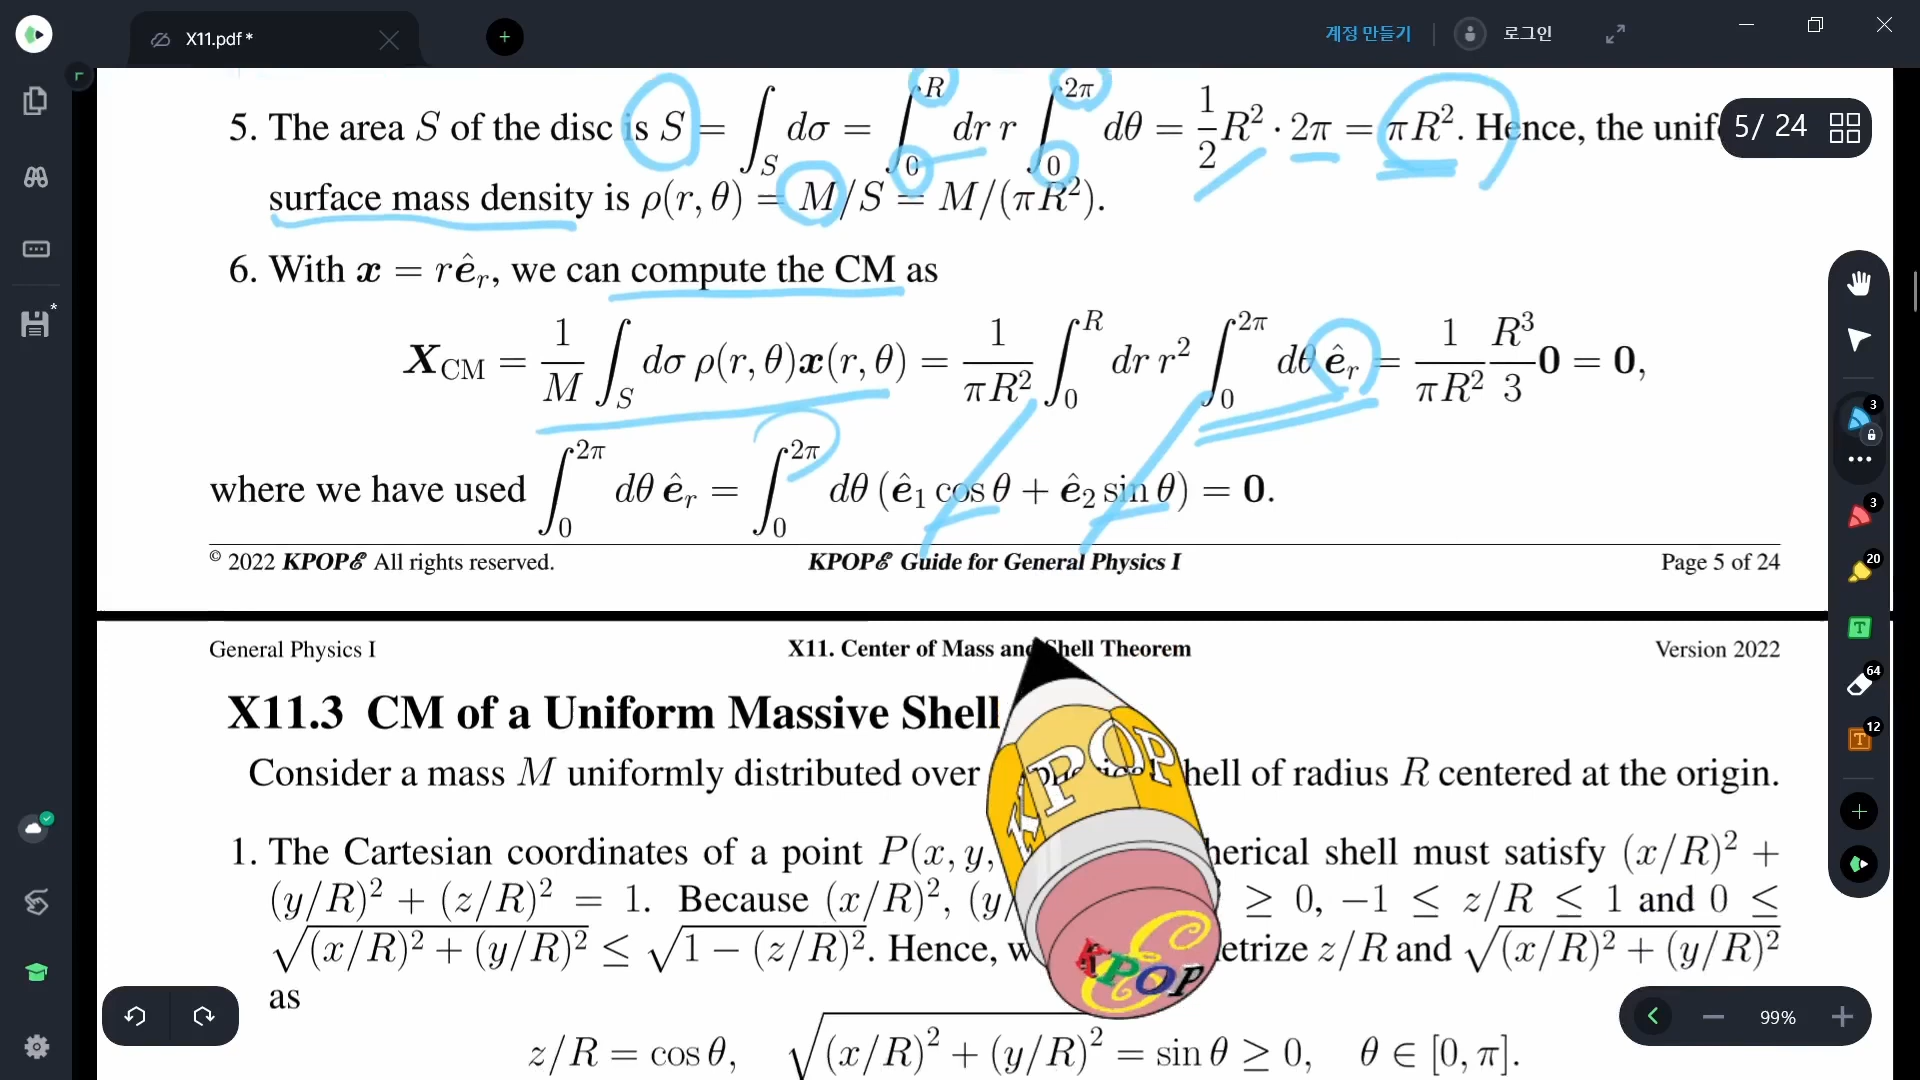 X11.pdf *
계정 만들기
로그인
5/ 24
5. The area S of the disc is S = ∫_S dσ = ∫_0^R dr r ∫_0^{2π} dθ = 1/2 R² · 2π = πR². Hence, the unif
surface mass density is ρ(r, θ) = M/S = M/(πR²).
6. With x = rê_r, we can compute the CM as
X_CM = 1/M ∫_S dσ ρ(r, θ)x(r, θ) = 1/(πR²) ∫_0^R dr r² ∫_0^{2π} dθ ê_r = 1/(πR²) R³/3 0 = 0,
where we have used ∫_0^{2π} dθ ê_r = ∫_0^{2π} dθ (ê_1 cos θ + ê_2 sin θ) = 0.
© 2022 KPOPE All rights reserved.
KPOPE Guide for General Physics I
Page 5 of 24
General Physics I
X11. Center of Mass and Shell Theorem
Version 2022
X11.3 CM of a Uniform Massive Shell
Consider a mass M uniformly distributed over hell of radius R centered at the origin.
1. The Cartesian coordinates of a point P(x, y, herical shell must satisfy (x/R)² +
(y/R)² + (z/R)² = 1. Because (x/R)², (y/ ≥ 0, −1 ≤ z/R ≤ 1 and 0 ≤
√((x/R)² + (y/R)²) ≤ √(1 − (z/R)²). Hence, w etrize z/R and √((x/R)² + (y/R)²)
as
z/R = cos θ, √((x/R)² + (y/R)²) = sin θ ≥ 0, θ ∈ [0, π].
KPOP
KPOP
3
3
20
64
12
99%